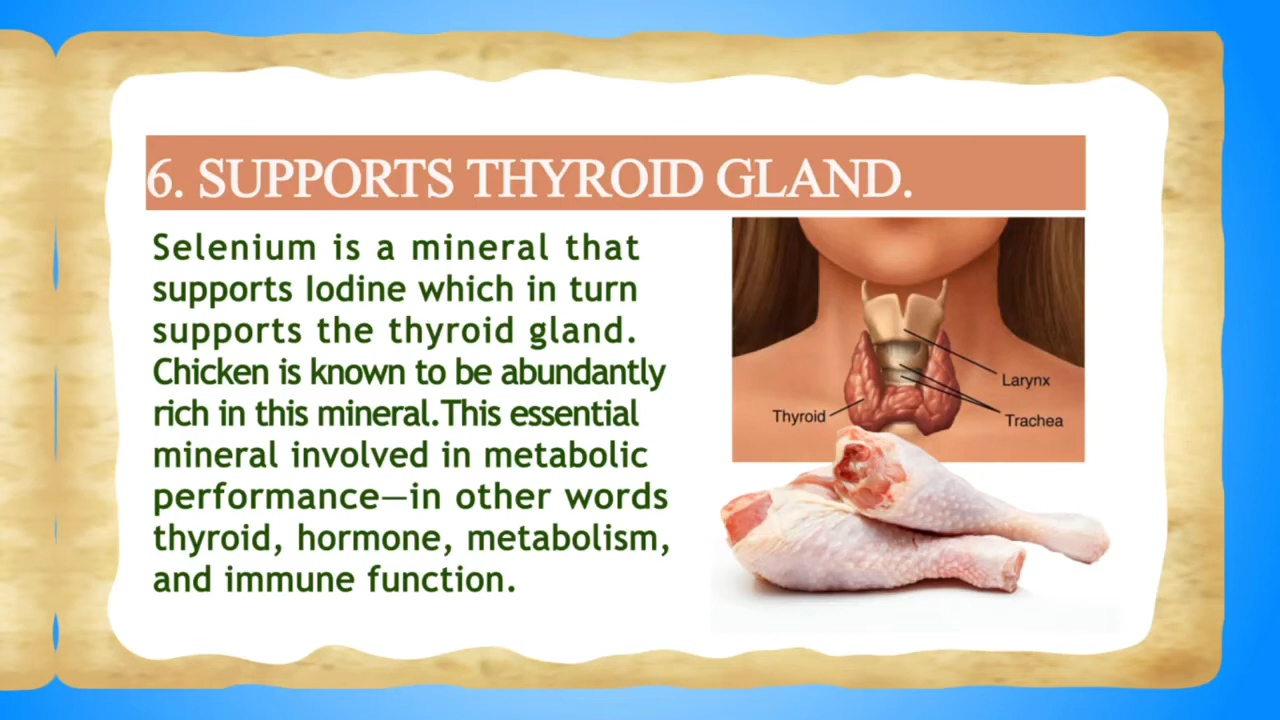 6. SUPPORTS THYROID GLAND.
Selenium is a mineral that
supports Iodine which in turn
supports the thyroid gland.
Chicken is known to be abundantly
rich in this mineral.This essential
mineral involved in metabolic
performance—in other words
thyroid, hormone, metabolism,
and immune function.
Larynx
Thyroid
Trachea